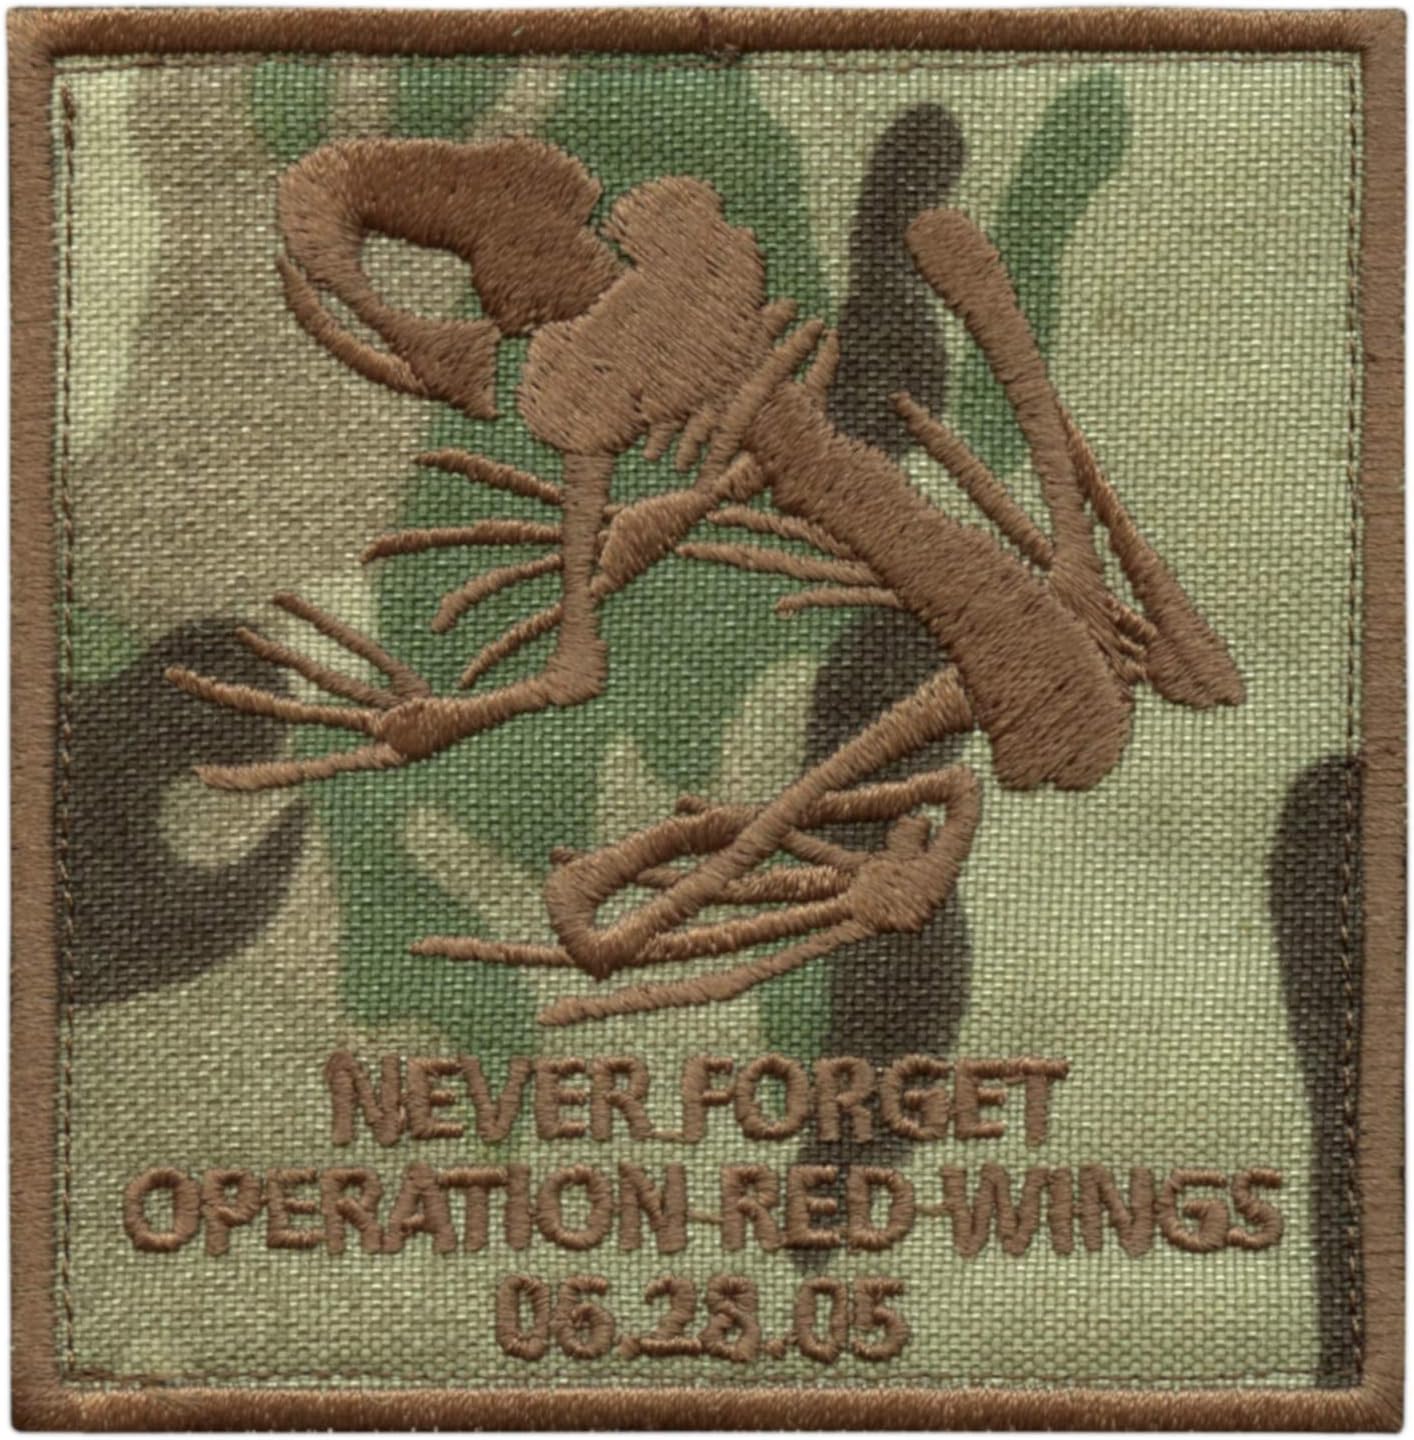 NEVER FORGET
OPERATION RED WINGS
06.28.05